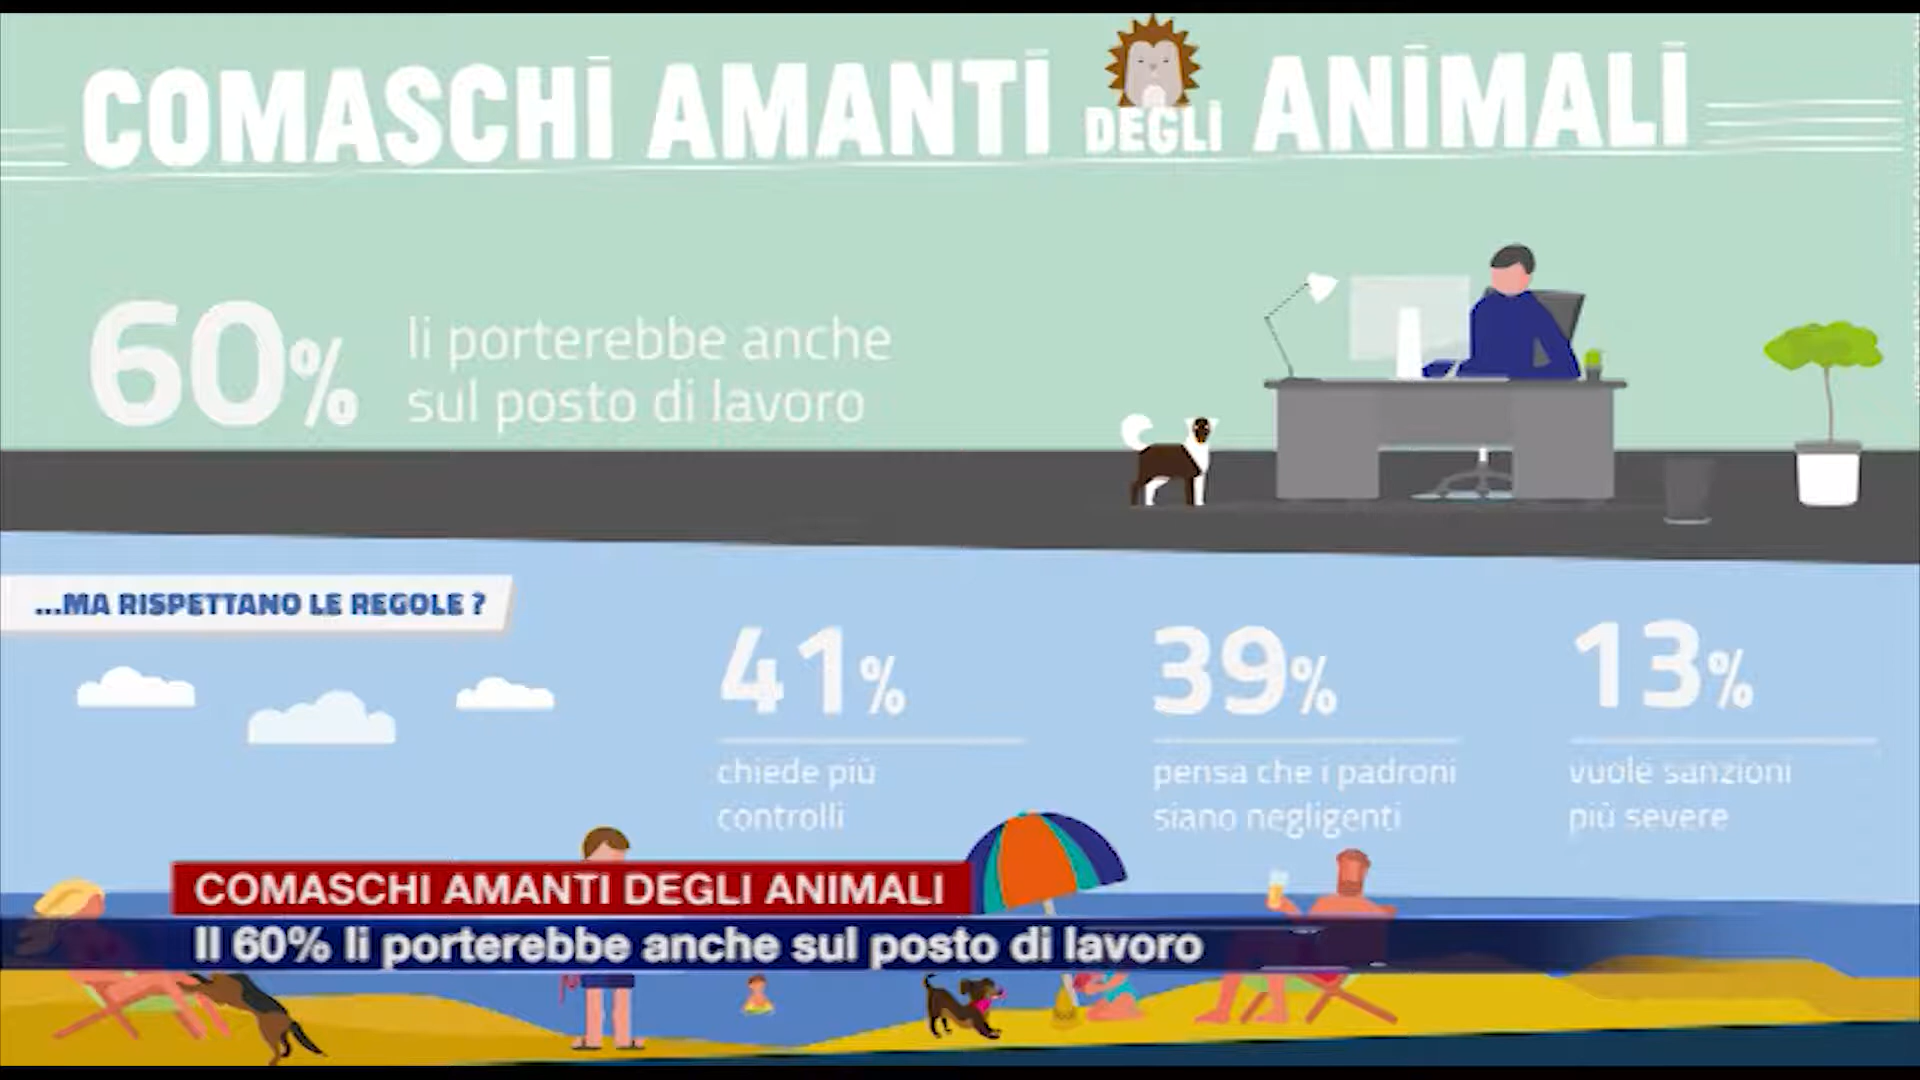 COMASCHI AMANTI DEGLI ANIMALI
60% li porterebbe anche
sul posto di lavoro
...MA RISPETTANO LE REGOLE ?
41%
chiede più
controlli
39%
pensa che i padroni
siano negligenti
13%
vuole sanzioni
più severe
COMASCHI AMANTI DEGLI ANIMALI
Il 60% li porterebbe anche sul posto di lavoro